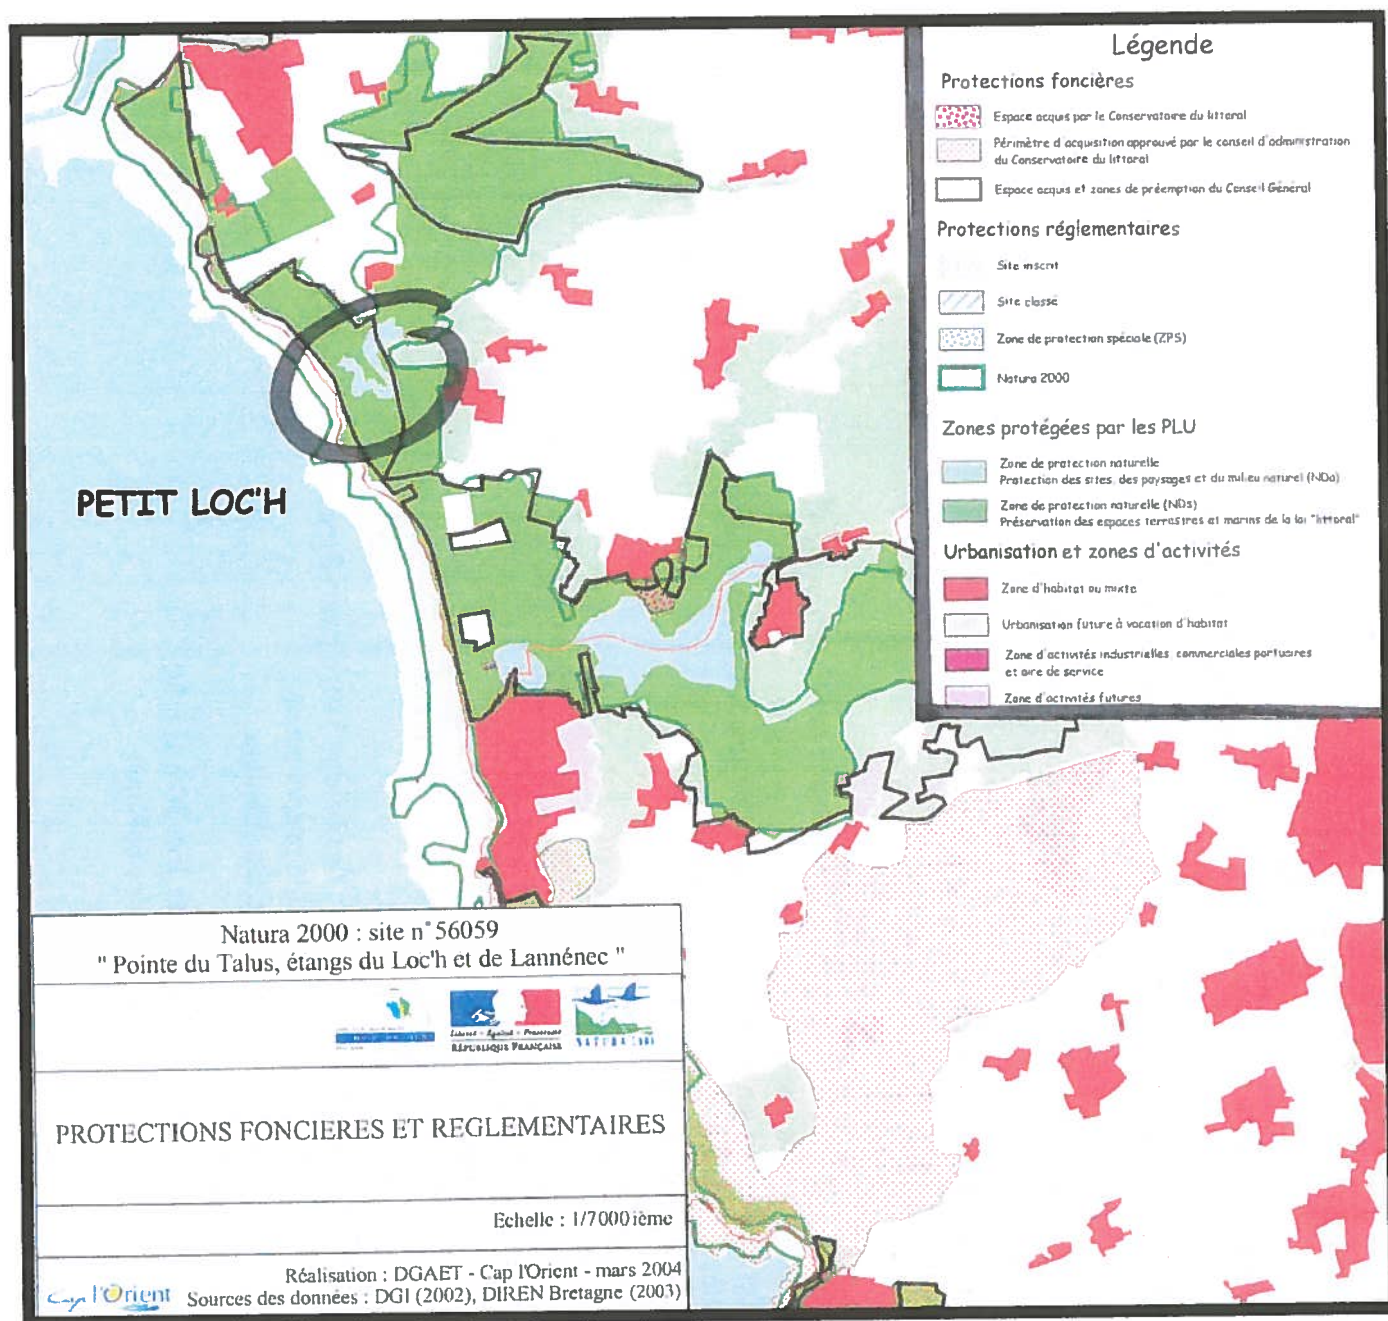 Légende
Protections foncières
Espace acquis par le Conservatoire du littoral
Périmètre d'acquisition approuvé par le conseil d'administration
du Conservatoire du littoral
Espace acquis et zones de préemption du Conseil Général
Protections réglementaires
Site inscrit
Site classé
Zone de protection spéciale (ZPS)
Natura 2000
Zones protégées par les PLU
Zone de protection naturelle
Protection des sites, des paysages et du milieu naturel (NDa)
Zone de protection naturelle (NDs)
Préservation des espaces terrestres et marins de la loi "littoral"
Urbanisation et zones d'activités
Zone d'habitat ou mixte
Urbanisation future à vocation d'habitat
Zone d'activités industrielles, commerciales portuaires
et aire de service
Zone d'activités futures
PETIT LOC'H
Natura 2000 : site n°56059
" Pointe du Talus, étangs du Loc'h et de Lannénec "
Liberté • Égalité • Fraternité
RÉPUBLIQUE FRANÇAISE
NATURA 2000
PROTECTIONS FONCIERES ET REGLEMENTAIRES
Echelle : 1/7000ième
Réalisation : DGAET - Cap l'Orient - mars 2004
Cap l'Orient Sources des données : DGI (2002), DIREN Bretagne (2003)